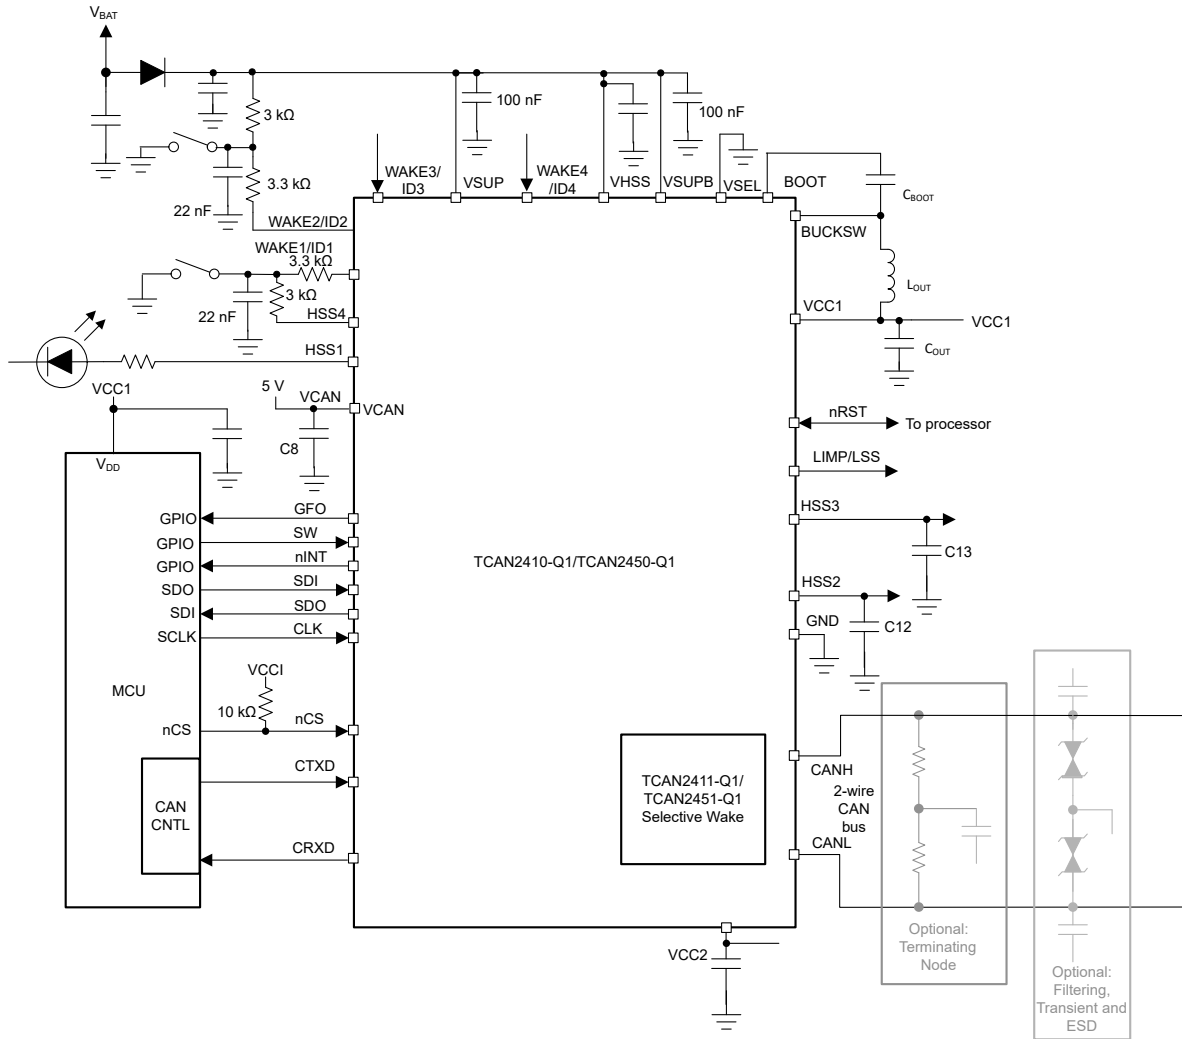 VBAT
3 kΩ
100 nF
100 nF
WAKE3/
ID3
VSUP
WAKE4
/ID4
VHSS
VSUPB
VSEL
BOOT
3.3 kΩ
22 nF
WAKE2/ID2
CBOOT
BUCKSW
WAKE1/ID1
3.3 kΩ
3 kΩ
22 nF
HSS4
LOUT
VCC1
VCC1
COUT
HSS1
VCC1
5 V
VCAN
C8
nRST
To processor
LIMP/LSS
VDD
GPIO
GFO
HSS3
GPIO
SW
C13
GPIO
nINT
TCAN2410-Q1/TCAN2450-Q1
SDO
SDI
HSS2
SDI
SDO
GND
C12
SCLK
CLK
VCCI
MCU
10 kΩ
nCS
nCS
CTXD
CAN
CNTL
CRXD
TCAN2411-Q1/
TCAN2451-Q1
Selective Wake
CANH
2-wire
CAN
bus
CANL
VCC2
Optional:
Terminating
Node
Optional:
Filtering,
Transient and
ESD